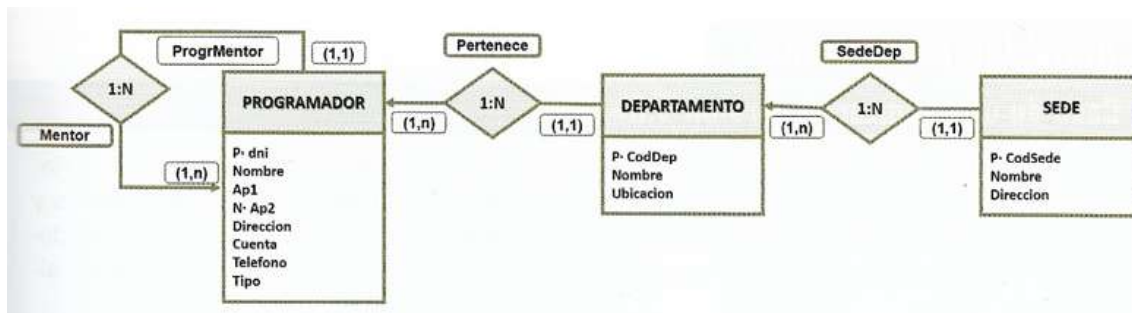 ProgrMentor
(1,1)
1:N
Mentor
(1,n)
PROGRAMADOR
P· dni
Nombre
Ap1
N· Ap2
Direccion
Cuenta
Telefono
Tipo
Pertenece
1:N
(1,n)
(1,1)
DEPARTAMENTO
P· CodDep
Nombre
Ubicacion
SedeDep
1:N
(1,n)
(1,1)
SEDE
P· CodSede
Nombre
Direccion